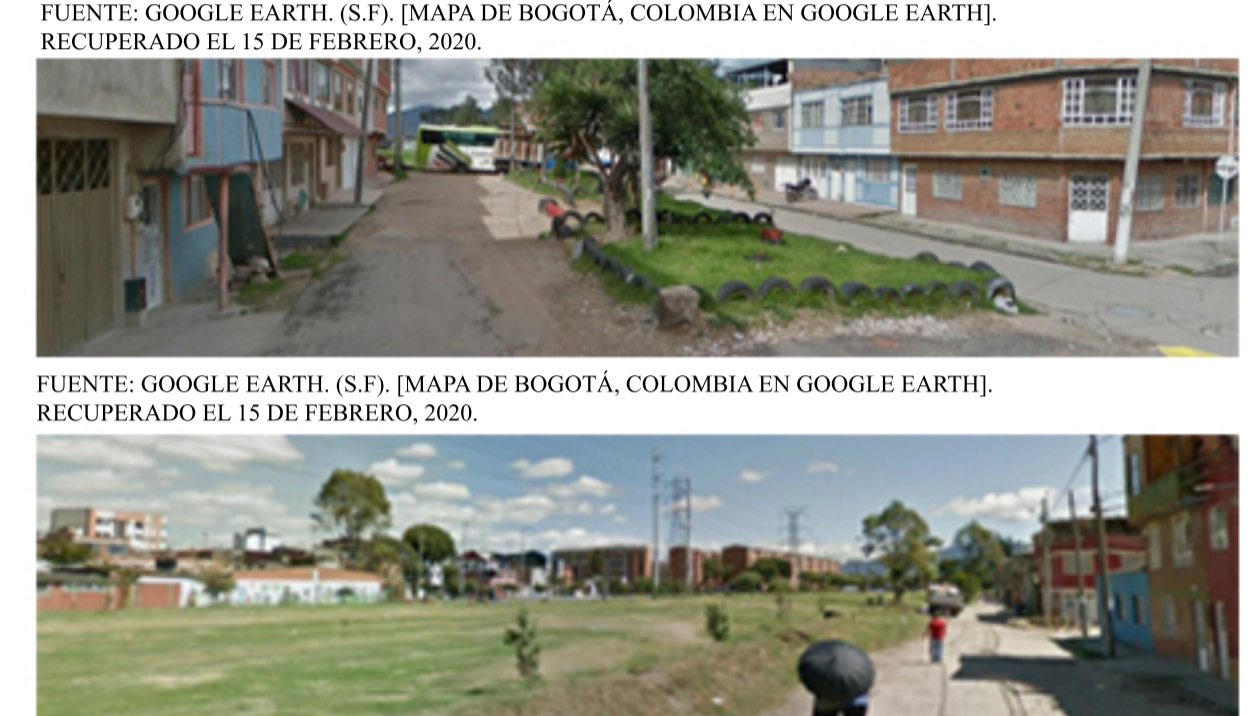 FUENTE: GOOGLE EARTH. (S.F). [MAPA DE BOGOTÁ, COLOMBIA EN GOOGLE EARTH].
RECUPERADO EL 15 DE FEBRERO, 2020.
FUENTE: GOOGLE EARTH. (S.F). [MAPA DE BOGOTÁ, COLOMBIA EN GOOGLE EARTH].
RECUPERADO EL 15 DE FEBRERO, 2020.